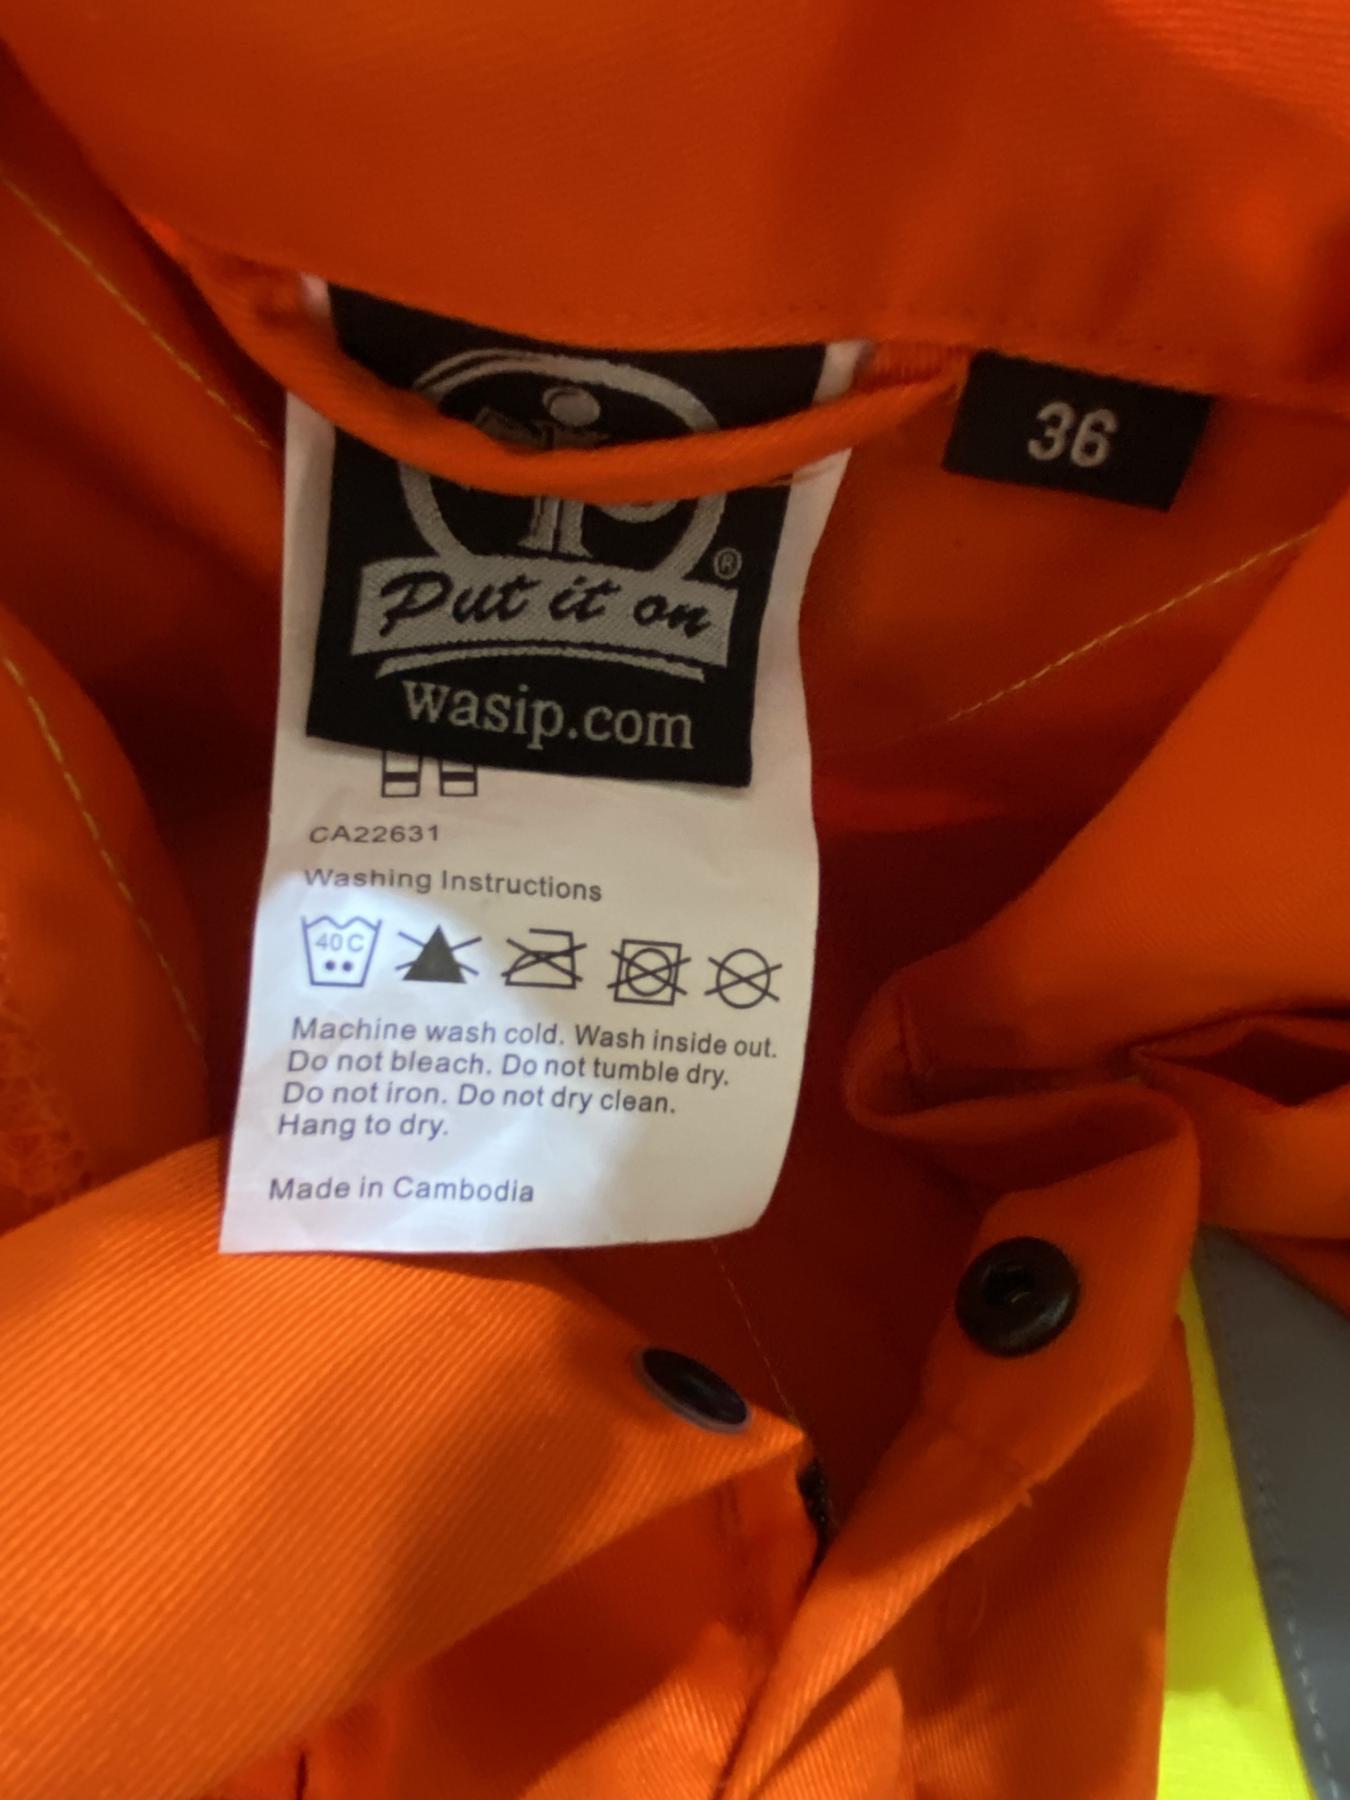 36
®
Put it on
wasip.com
CA22631
Washing Instructions
40C
Machine wash cold. Wash inside out.
Do not bleach. Do not tumble dry.
Do not iron. Do not dry clean.
Hang to dry.
Made in Cambodia